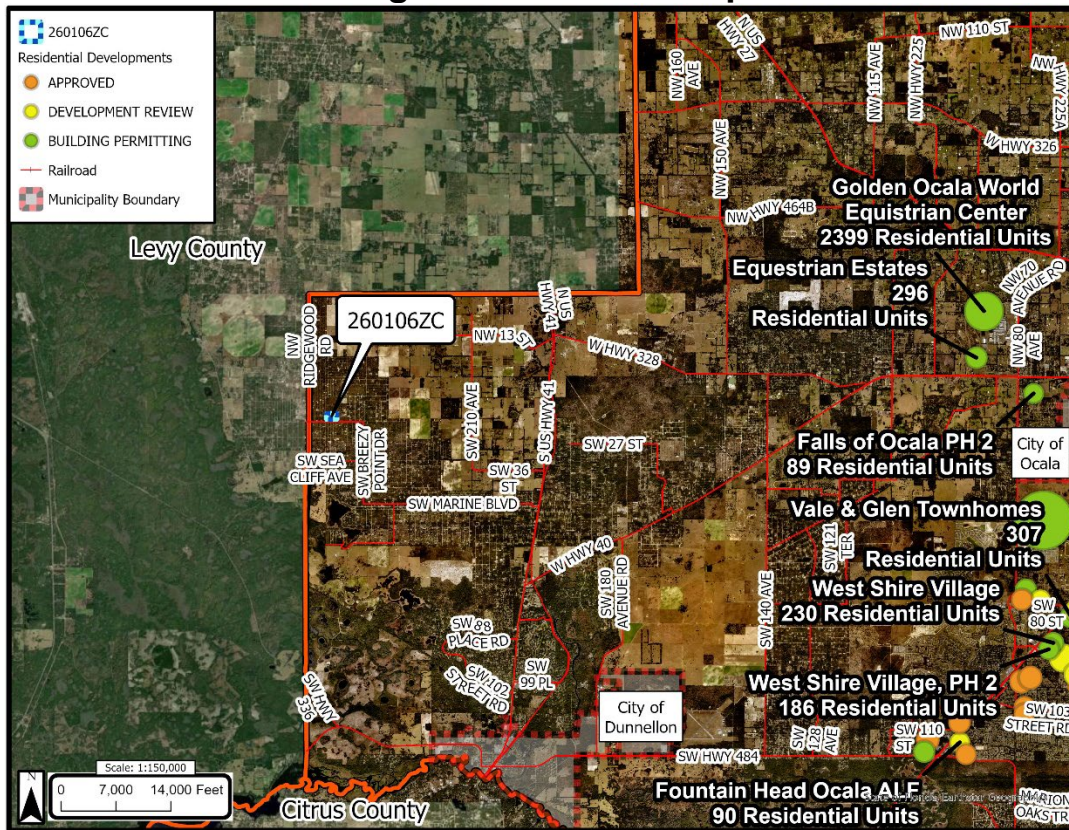 260106ZC
Residential Developments
APPROVED
DEVELOPMENT REVIEW
BUILDING PERMITTING
Railroad
Municipality Boundary
Levy County
260106ZC
NW
RIDGEWOOD
RD
NW 160
AVE
N US
HWY 27
NW 115 AVE
NW HWY 225
NW 110 ST
NW HWY
225A
W HWY 326
NW 150 AVE
NW HWY 464B
Golden Ocala World
Equistrian Center
2399 Residential Units
Equestrian Estates
296
Residential Units
NW 70
AVENUE RD
NW 80
AVE
N US
HWY 41
NW 13 ST
W HWY 328
SW 210 AVE
S US HWY 41
SW 27 ST
SW SEA
CLIFF AVE
SW BREEZY
POINT DR
SW 36
ST
SW MARINE BLVD
Falls of Ocala PH 2
89 Residential Units
City of
Ocala
Vale & Glen Townhomes
307
Residential Units
W HWY 40
SW 180
AVENUE RD
SW 140 AVE
SW 121
TER
West Shire Village
230 Residential Units
SW
80 ST
SW 88
PLACE RD
SW 102
STREET RD
SW
99 PL
West Shire Village, PH 2
186 Residential Units
SW 103
STREET RD
SW HWY
336
City of
Dunnellon
SW 128
AVE
SW 110
ST
SW HWY 484
Fountain Head Ocala ALF
90 Residential Units
MARION
OAKS TR
N
Scale: 1:150,000
0 7,000 14,000 Feet
Citrus County